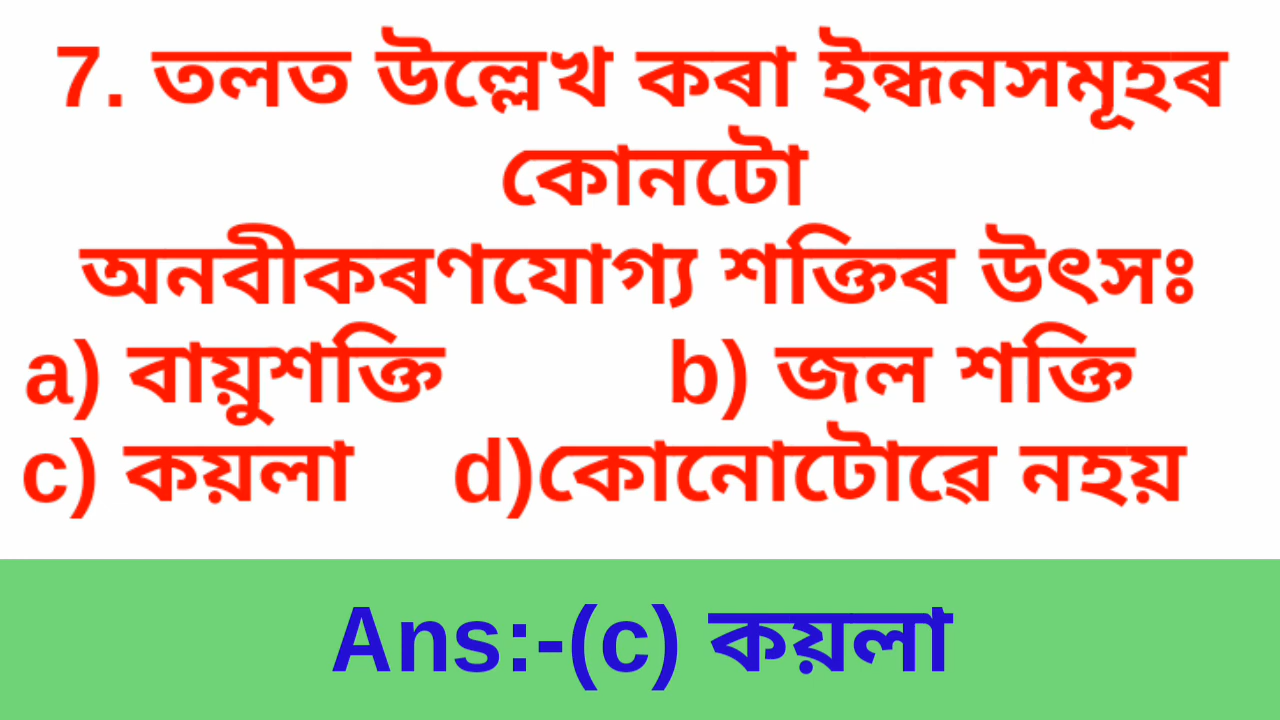 7. তলত উল্লেখ কৰা ইন্ধনসমূহৰ
কোনটো
অনবীকৰণযোগ্য শক্তিৰ উৎসঃ
a) বায়ুশক্তি b) জল শক্তি
c) কয়লা d)কোনোটোৱে নহয়
Ans:-(c) কয়লা